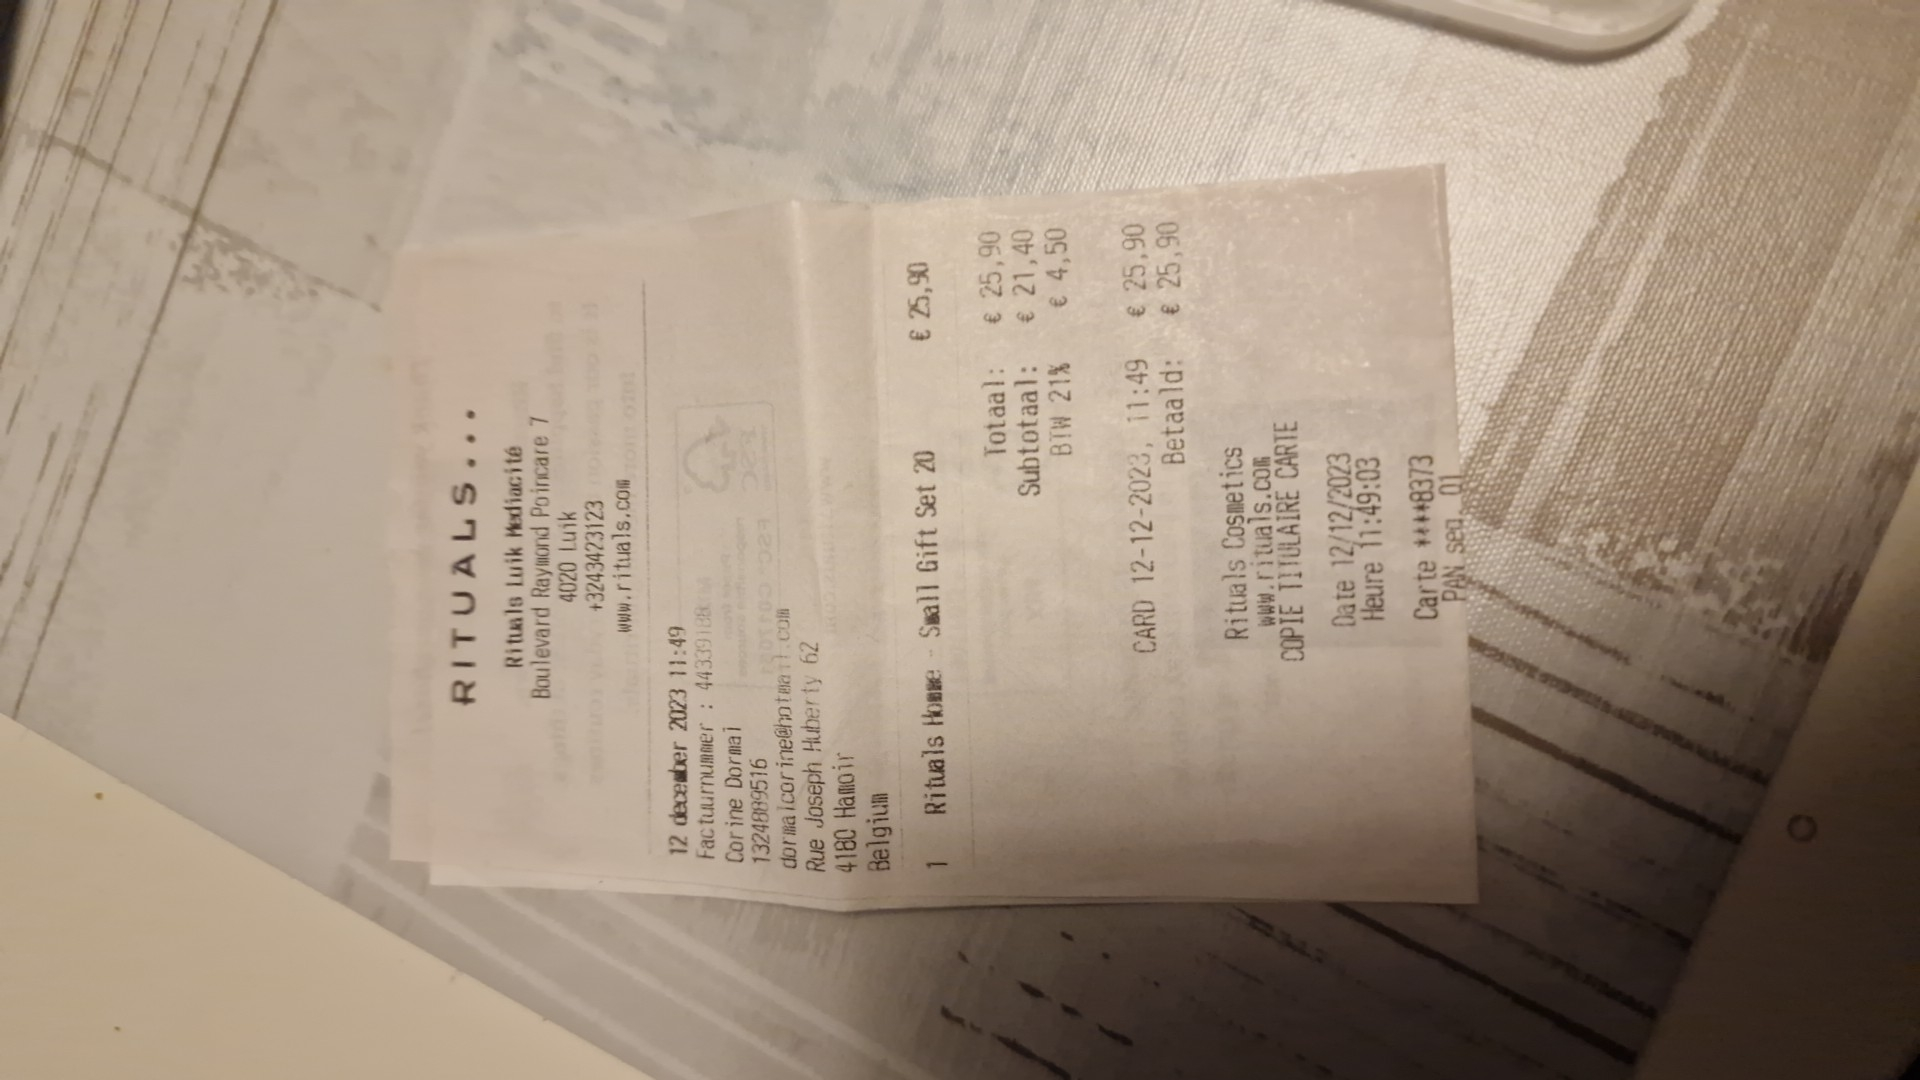 RITUALS...
Rituals Luik Mediacité
Boulevard Raymond Poincare 7
4020 Luik
+3243423123
www.rituals.com
12 december 2023 11:49
Factuurnummer :
Corine Dormal
1324889516
dormalcorine@hotmail.com
Rue Joseph Huberty 62
4180 Hamoir
Belgium
1 Rituals Home - Small Gift Set 20 € 25,90
Totaal: € 25,90
Subtotaal: € 21,40
BTW 21% € 4,50
CARD 12-12-2023, 11:49 € 25,90
Betaald: € 25,90
Rituals Cosmetics
www.rituals.com
COPIE TITULAIRE CARTE
Date 12/12/2023
Heure 11:49:03
Carte ****8373
PAN seq. 01